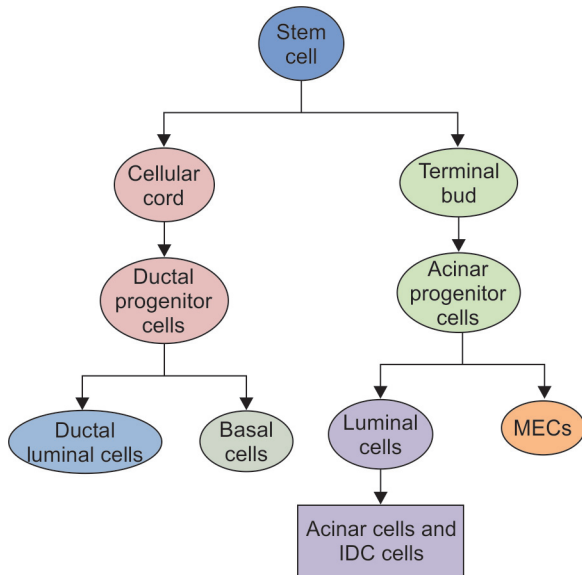 Stem
cell
Cellular
cord
Terminal
bud
Ductal
progenitor
cells
Acinar
progenitor
cells
Ductal
luminal cells
Basal
cells
Luminal
cells
MECs
Acinar cells and
IDC cells